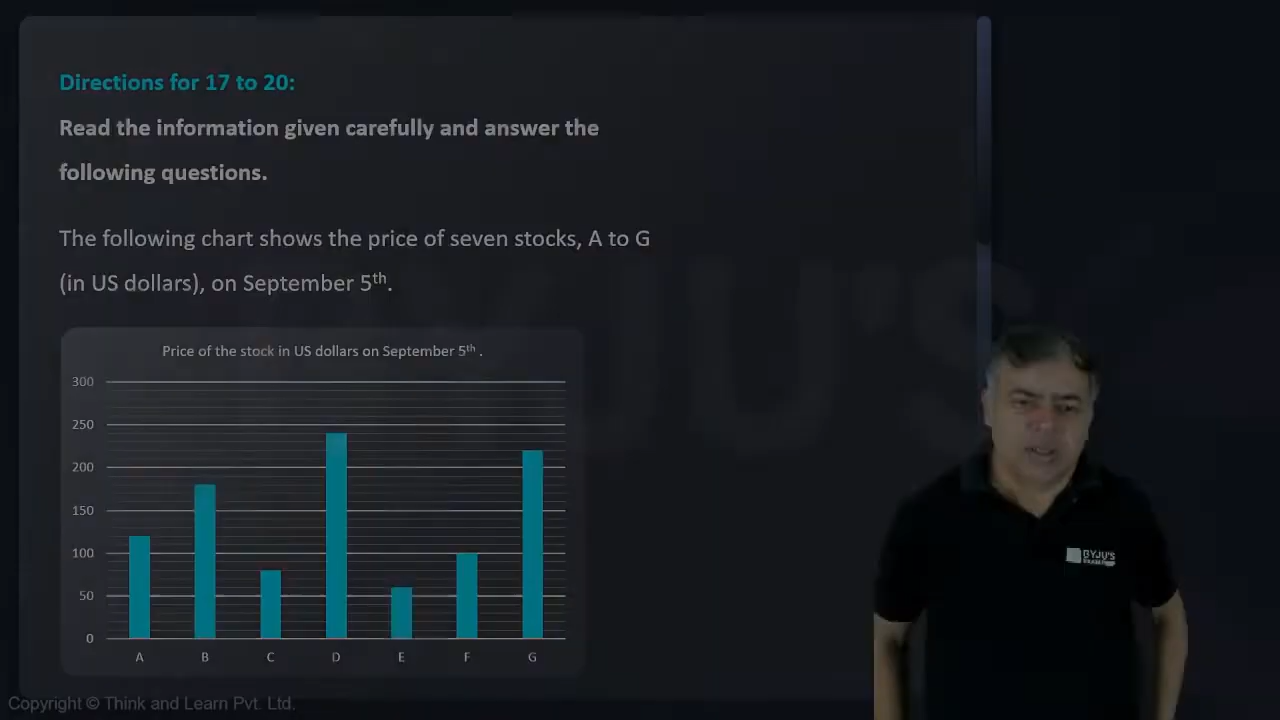 Directions for 17 to 20:
Read the information given carefully and answer the
following questions.
The following chart shows the price of seven stocks, A to G
(in US dollars), on September 5th.
Price of the stock in US dollars on September 5th .
300
250
200
150
100
50
0
A B C D E F G
BYJU'S
BYJU'S
Copyright © Think and Learn Pvt. Ltd.